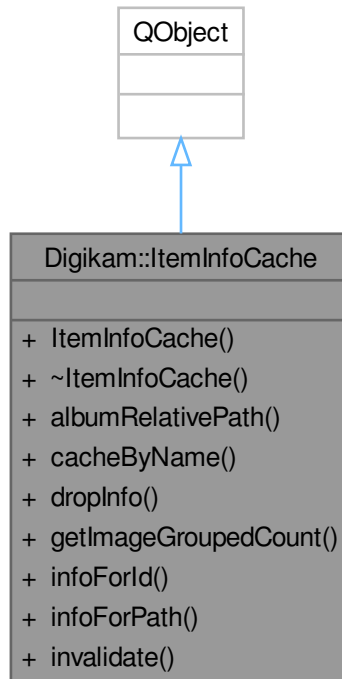 QObject
Digikam::ItemInfoCache
+ ItemInfoCache()
+ ~ItemInfoCache()
+ albumRelativePath()
+ cacheByName()
+ dropInfo()
+ getImageGroupedCount()
+ infoForId()
+ infoForPath()
+ invalidate()